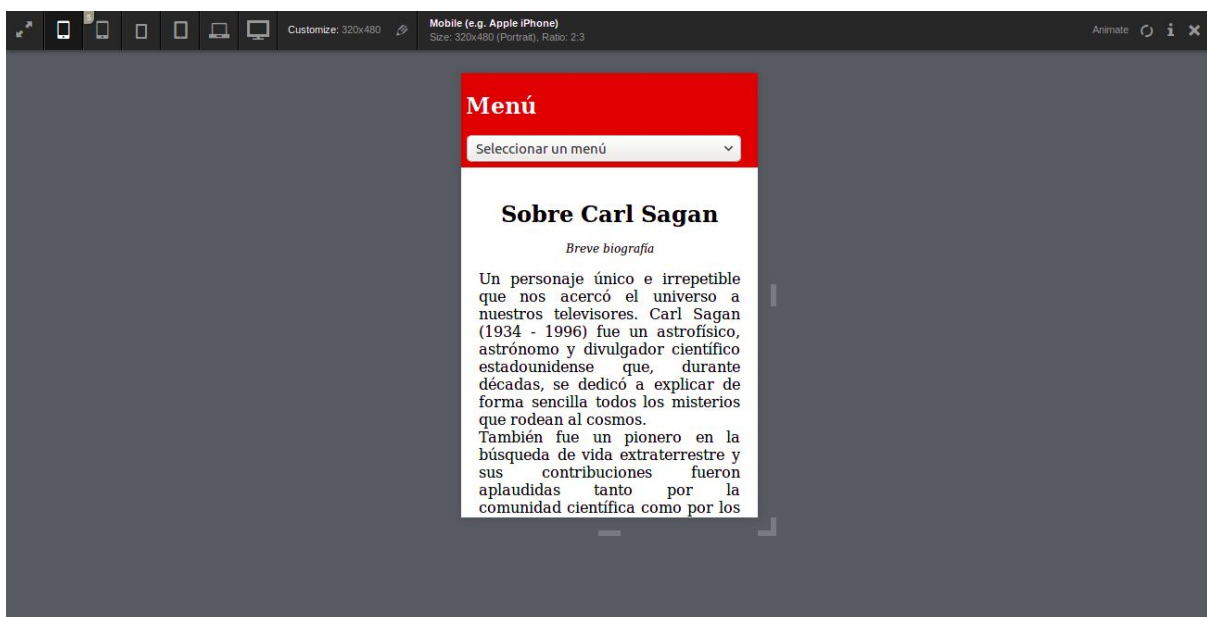 5
Customize: 320x480
Mobile (e.g. Apple iPhone)
Size: 320x480 (Portrait), Ratio: 2:3
Animate
Menú
Seleccionar un menú
Sobre Carl Sagan
Breve biografía
Un personaje único e irrepetible
que nos acercó el universo a
nuestros televisores. Carl Sagan
(1934 - 1996) fue un astrofísico,
astrónomo y divulgador científico
estadounidense que, durante
décadas, se dedicó a explicar de
forma sencilla todos los misterios
que rodean al cosmos.
También fue un pionero en la
búsqueda de vida extraterrestre y
sus contribuciones fueron
aplaudidas tanto por la
comunidad científica como por los